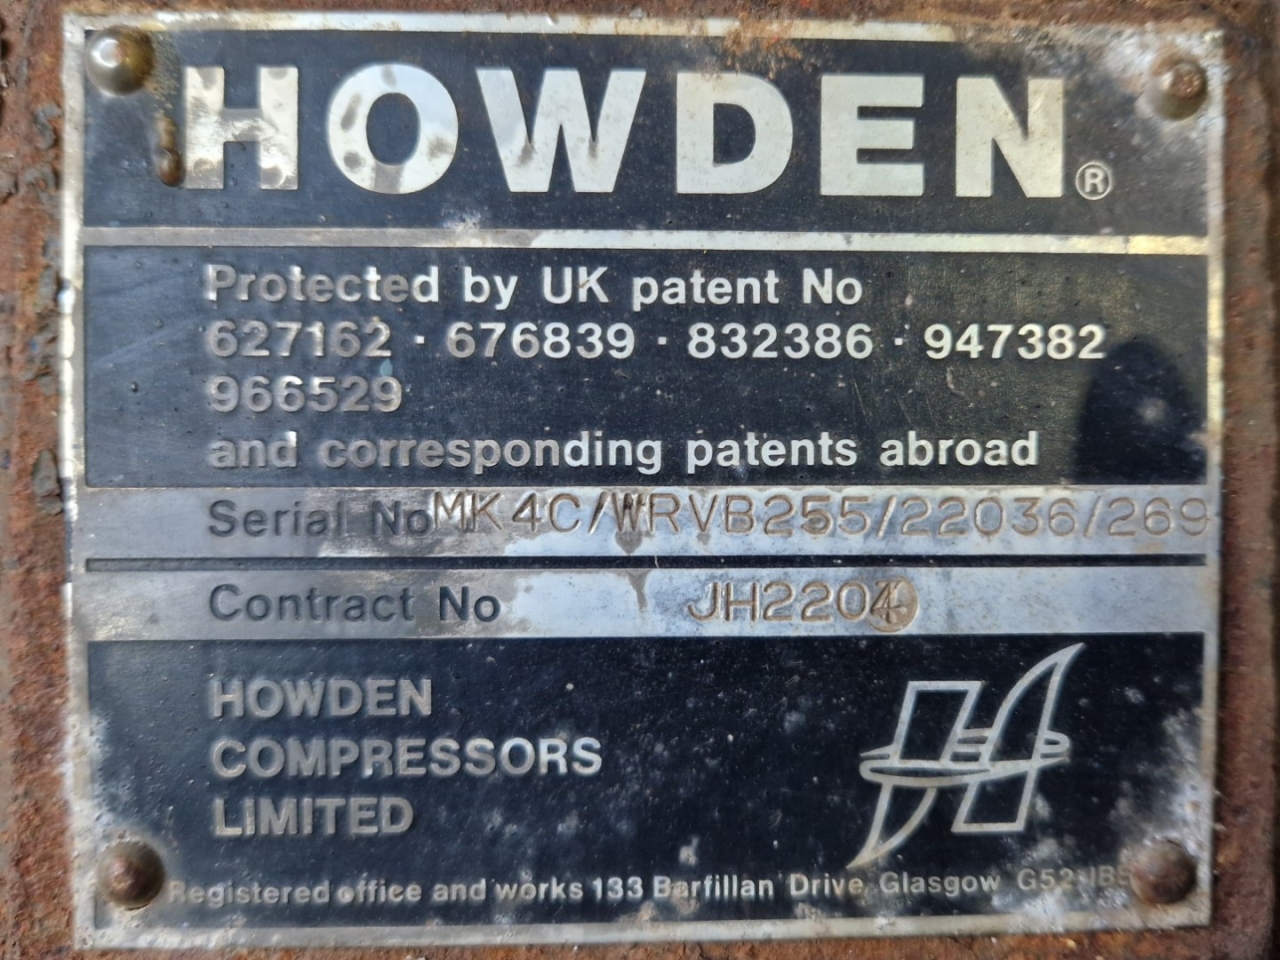 HOWDEN®
Protected by UK patent No
627162 · 676839 · 832386 · 947382
966529
and corresponding patents abroad
Serial No MK4C/WRVB255/22036/269
Contract No JH2204
HOWDEN
COMPRESSORS
LIMITED
Registered office and works 133 Barfillan Drive Glasgow G52